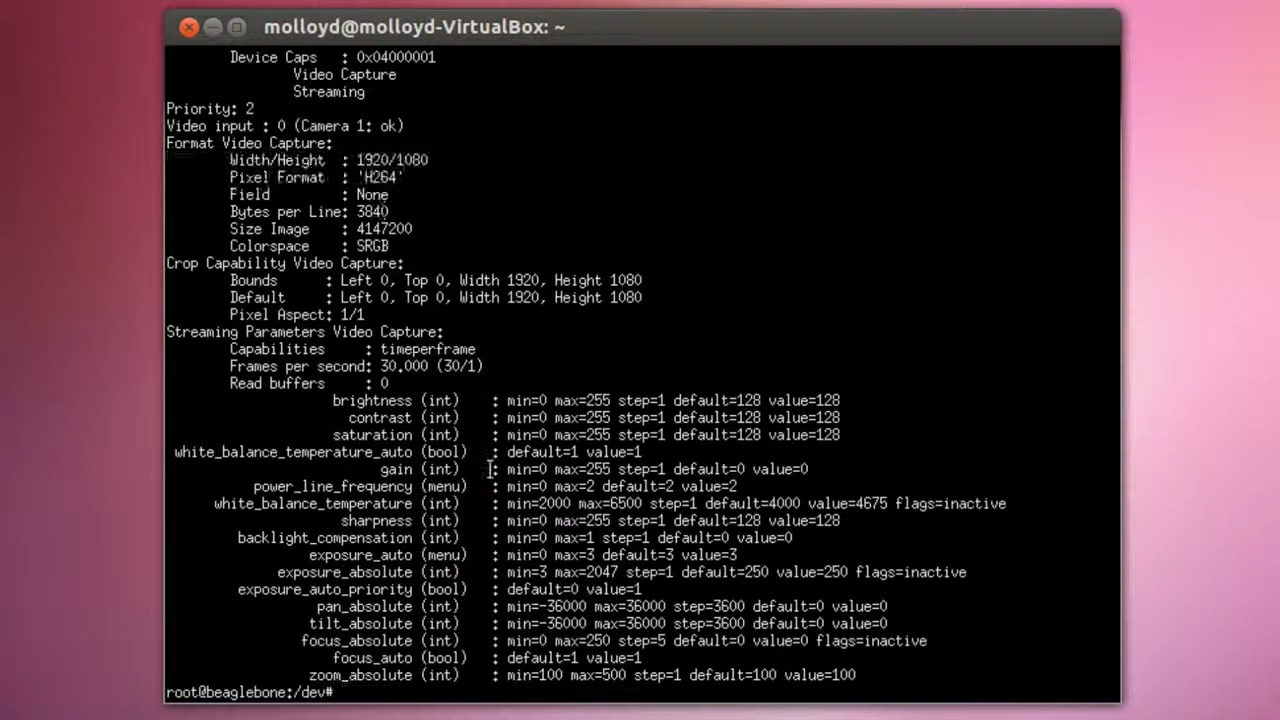 molloyd@molloyd-VirtualBox: ~
Device Caps : 0x04000001
Video Capture
Streaming
Priority: 2
Video input : 0 (Camera 1: ok)
Format Video Capture:
Width/Height : 1920/1080
Pixel Format : 'H264'
Field : None
Bytes per Line: 3840
Size Image : 4147200
Colorspace : SRGB
Crop Capability Video Capture:
Bounds : Left 0, Top 0, Width 1920, Height 1080
Default : Left 0, Top 0, Width 1920, Height 1080
Pixel Aspect: 1/1
Streaming Parameters Video Capture:
Capabilities : timeperframe
Frames per second: 30.000 (30/1)
Read buffers : 0
brightness (int) : min=0 max=255 step=1 default=128 value=128
contrast (int) : min=0 max=255 step=1 default=128 value=128
saturation (int) : min=0 max=255 step=1 default=128 value=128
white_balance_temperature_auto (bool) : default=1 value=1
gain (int) : min=0 max=255 step=1 default=0 value=0
power_line_frequency (menu) : min=0 max=2 default=2 value=2
white_balance_temperature (int) : min=2000 max=6500 step=1 default=4000 value=4675 flags=inactive
sharpness (int) : min=0 max=255 step=1 default=128 value=128
backlight_compensation (int) : min=0 max=1 step=1 default=0 value=0
exposure_auto (menu) : min=0 max=3 default=3 value=3
exposure_absolute (int) : min=3 max=2047 step=1 default=250 value=250 flags=inactive
exposure_auto_priority (bool) : default=0 value=1
pan_absolute (int) : min=-36000 max=36000 step=3600 default=0 value=0
tilt_absolute (int) : min=-36000 max=36000 step=3600 default=0 value=0
focus_absolute (int) : min=0 max=250 step=5 default=0 value=0 flags=inactive
focus_auto (bool) : default=1 value=1
zoom_absolute (int) : min=100 max=500 step=1 default=100 value=100
root@beaglebone:/dev#